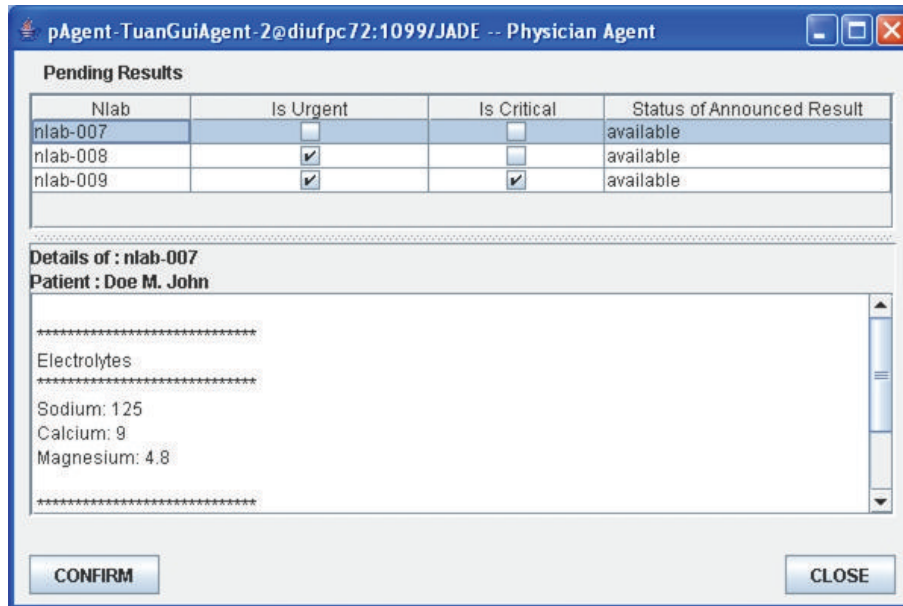 pAgent-TuanGuiAgent-2@diufpc72:1099/JADE -- Physician Agent
Pending Results
Nlab Is Urgent Is Critical Status of Announced Result
nlab-007 available
nlab-008 available
nlab-009 available
Details of : nlab-007
Patient : Doe M. John
*****************************
Electrolytes
*****************************
Sodium: 125
Calcium: 9
Magnesium: 4.8
*****************************
CONFIRM CLOSE